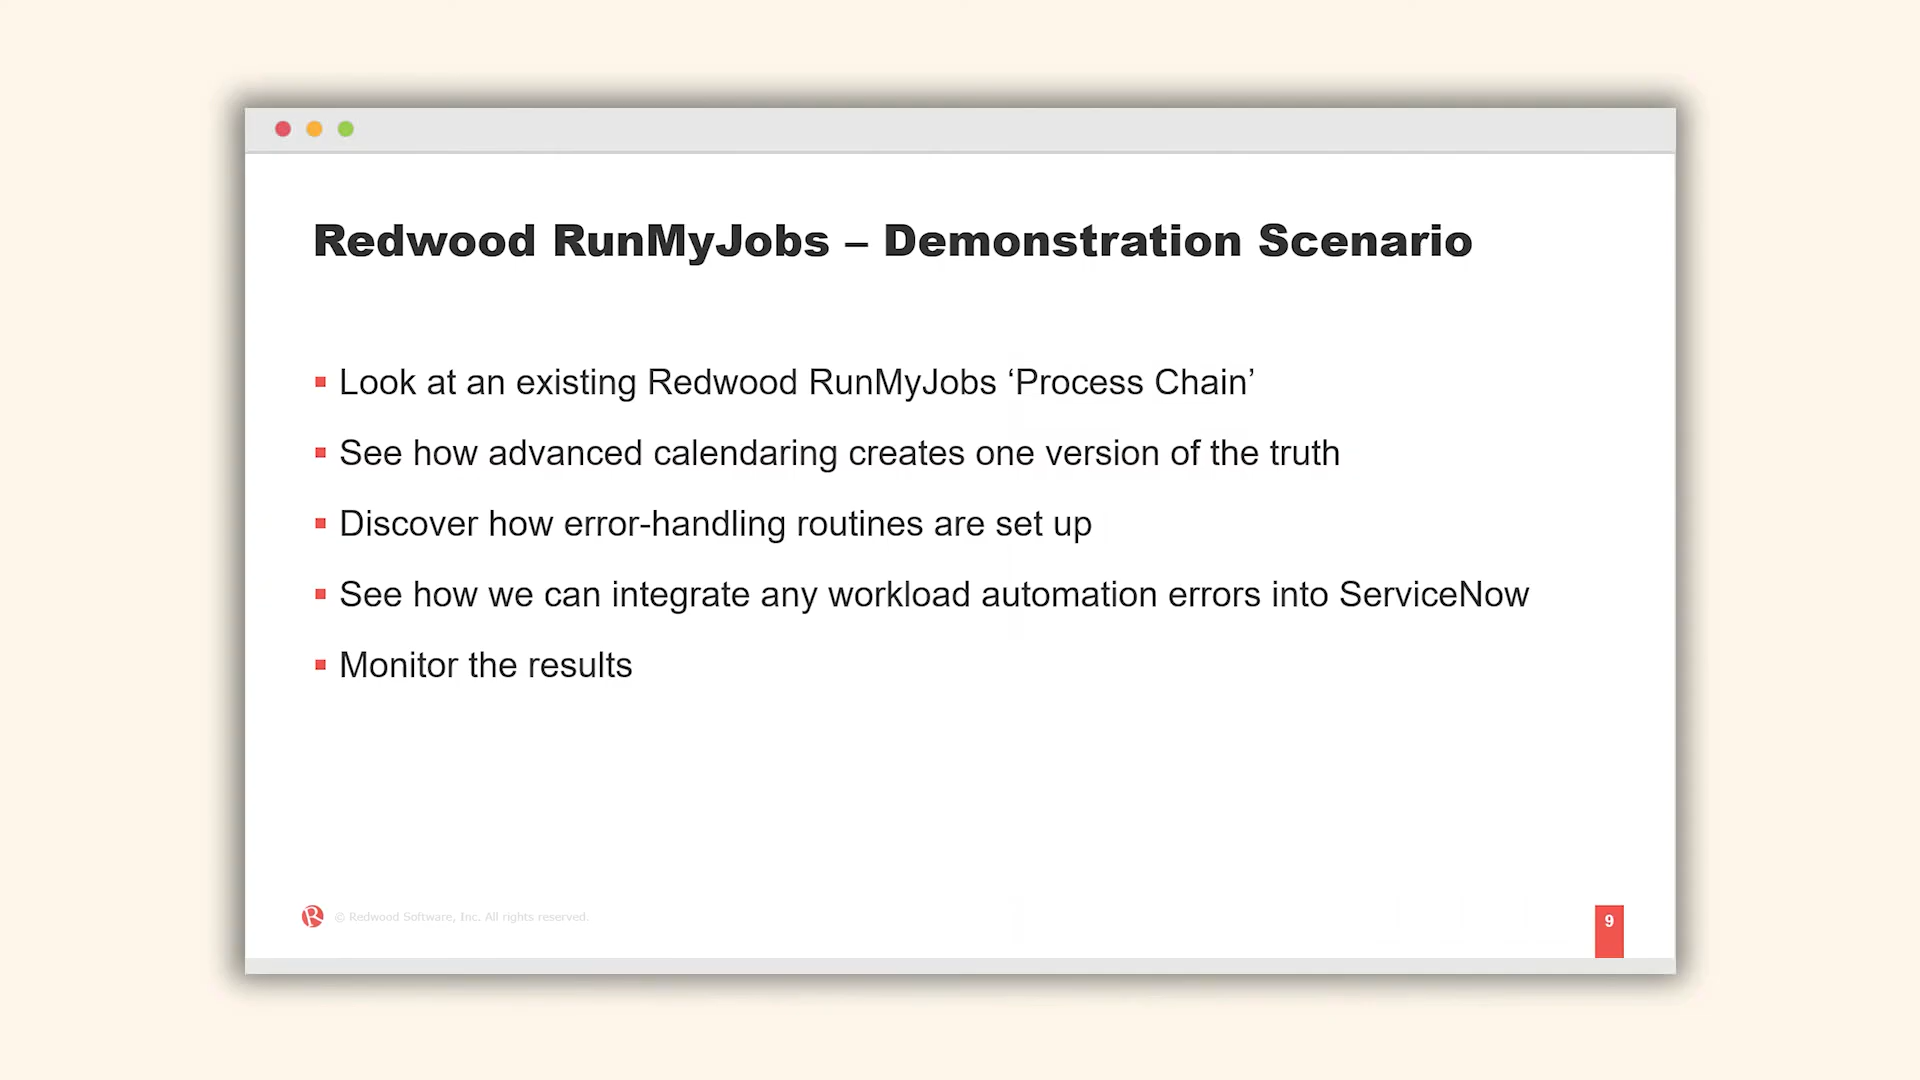 Redwood RunMyJobs – Demonstration Scenario
▪ Look at an existing Redwood RunMyJobs ‘Process Chain’
▪ See how advanced calendaring creates one version of the truth
▪ Discover how error-handling routines are set up
▪ See how we can integrate any workload automation errors into ServiceNow
▪ Monitor the results
R © Redwood Software, Inc. All rights reserved.
9